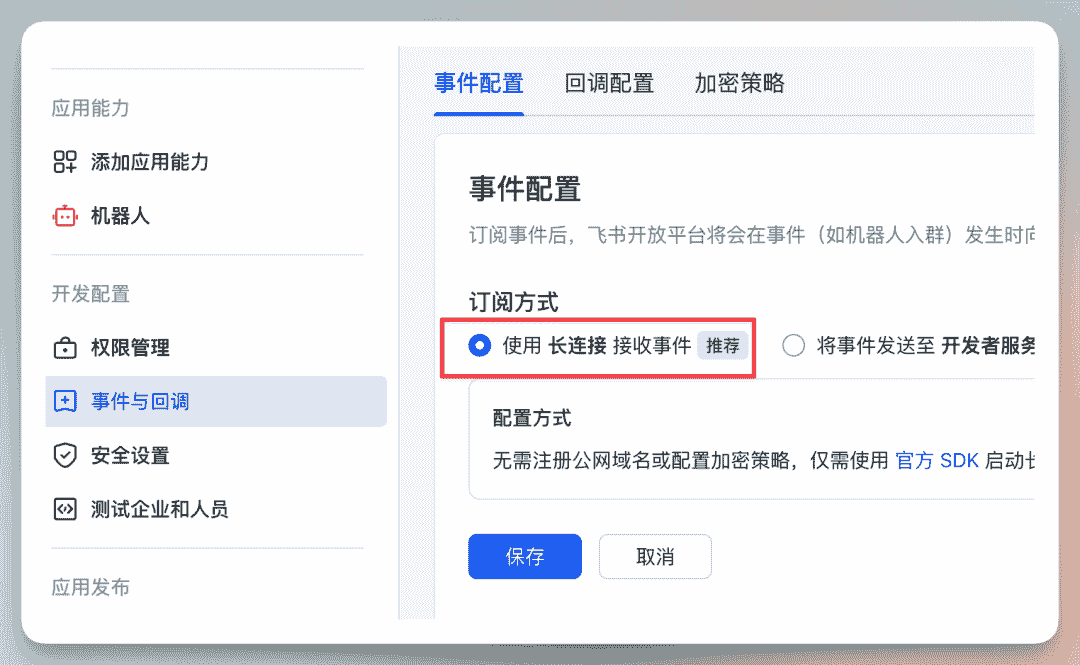 应用能力
添加应用能力
机器人
开发配置
权限管理
事件与回调
安全设置
测试企业和人员
应用发布
事件配置 回调配置 加密策略
事件配置
订阅事件后，飞书开放平台将会在事件（如机器人入群）发生时向
订阅方式
使用 长连接 接收事件 推荐 将事件发送至 开发者服务
配置方式
无需注册公网域名或配置加密策略，仅需使用 官方 SDK 启动长
保存 取消